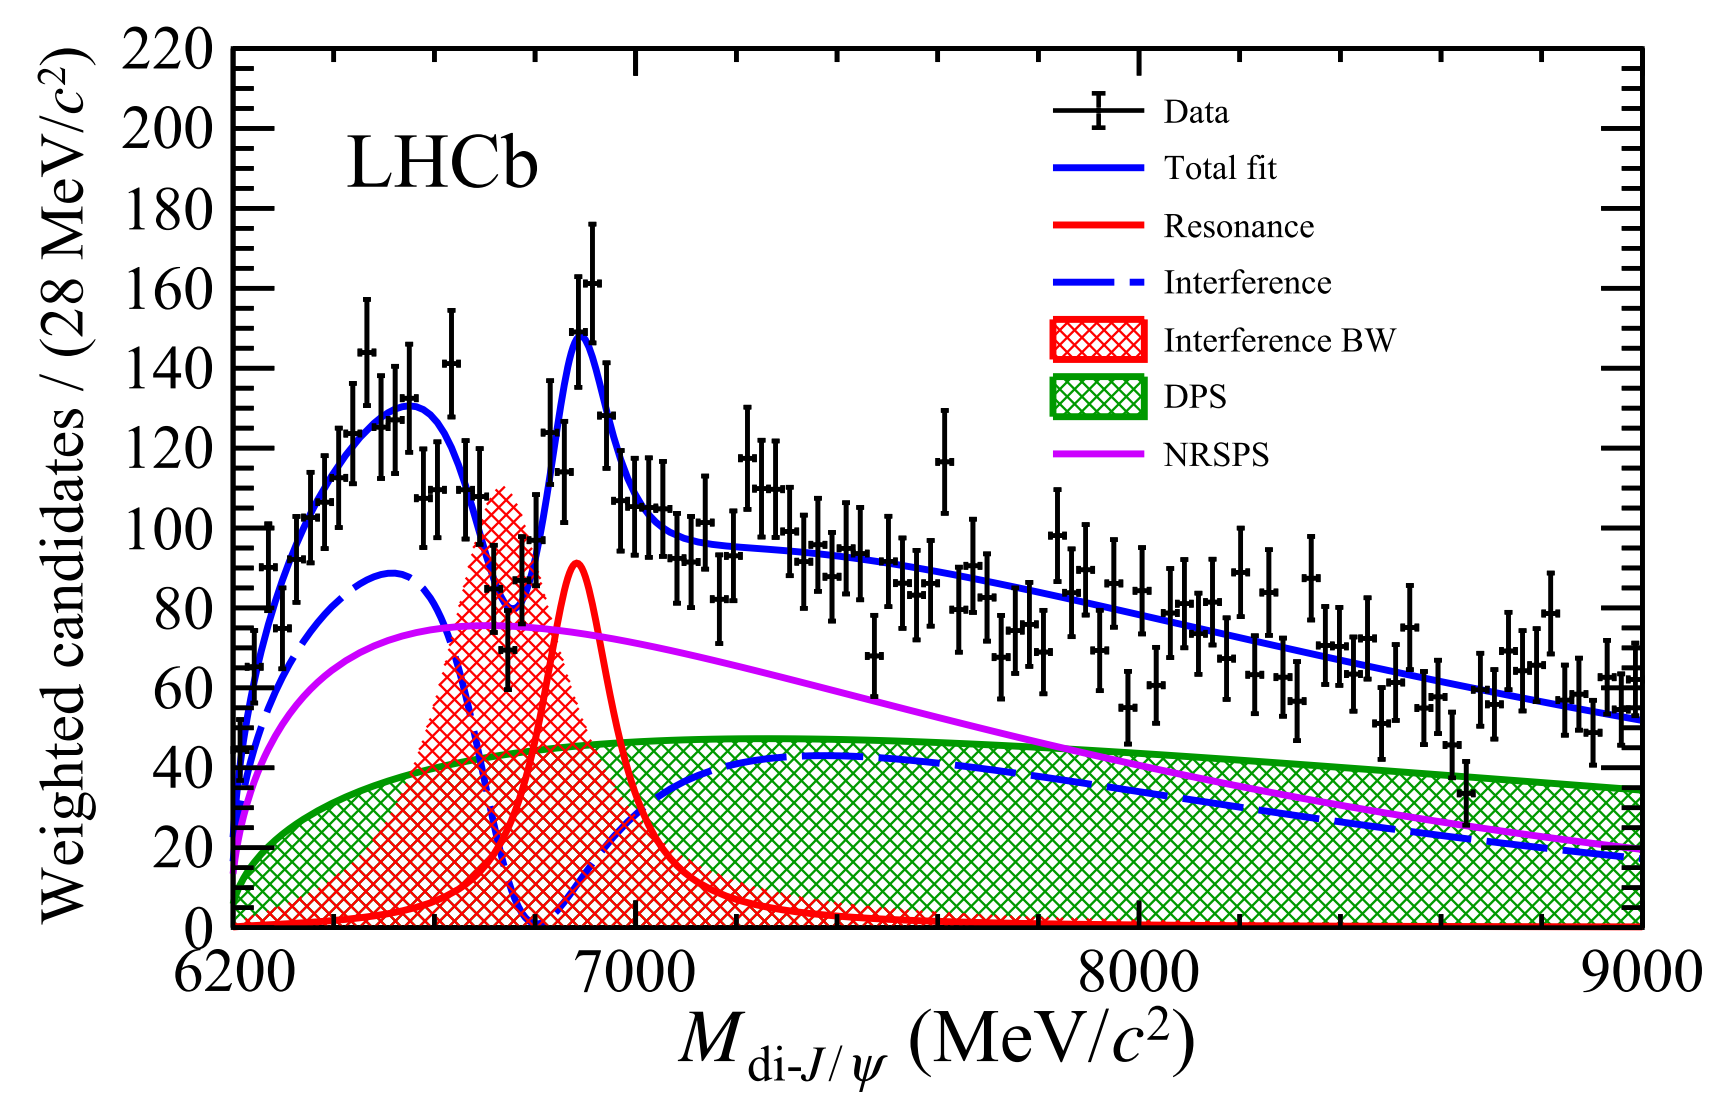 Weighted candidates / (28 MeV/c²)
220
200
180
160
140
120
100
80
60
40
20
0
LHCb
Data
Total fit
Resonance
Interference
Interference BW
DPS
NRSPS
6200 7000 8000 9000
M di-J/ψ (MeV/c²)